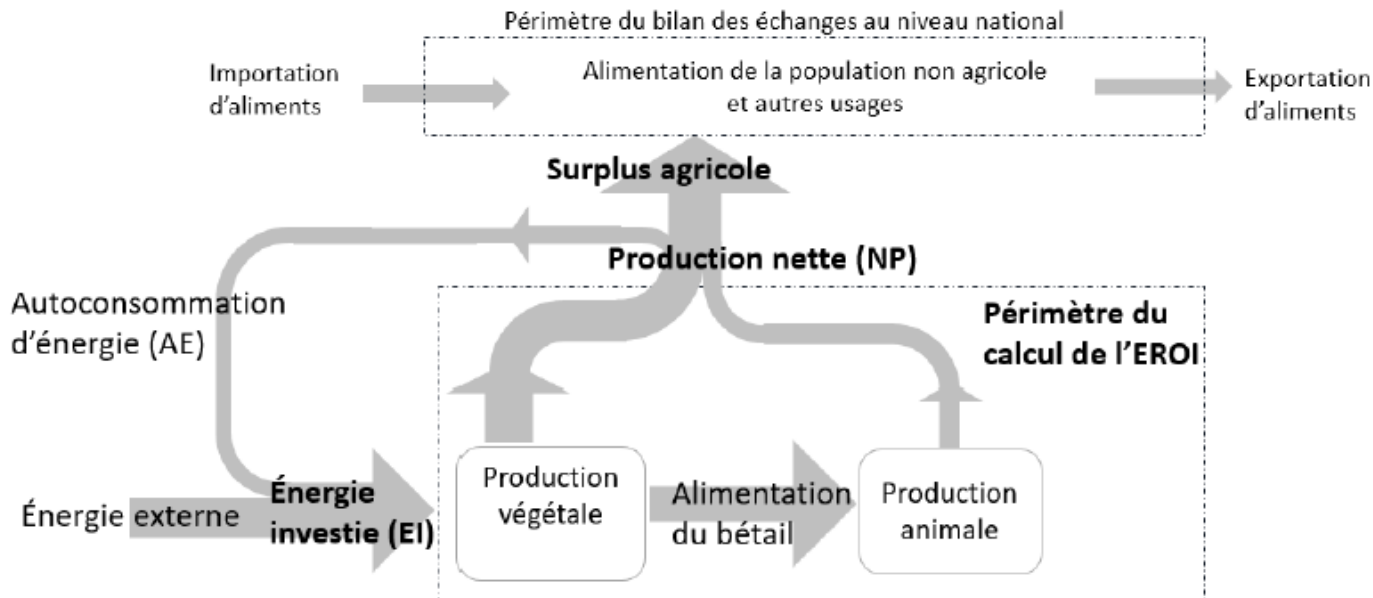 Périmètre du bilan des échanges au niveau national
Importation
d'aliments
Alimentation de la population non agricole
et autres usages
Exportation
d'aliments
Surplus agricole
Production nette (NP)
Autoconsommation
d'énergie (AE)
Périmètre du
calcul de l'EROI
Énergie externe
Énergie
investie (EI)
Production
végétale
Alimentation
du bétail
Production
animale